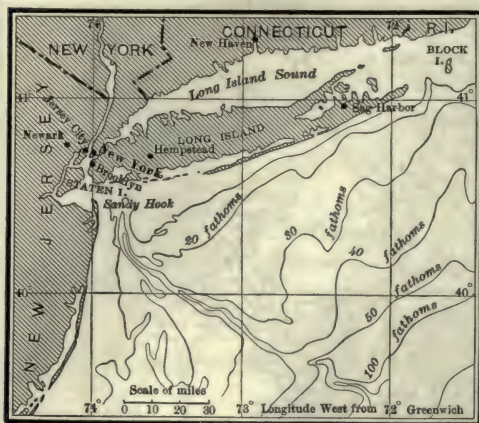 74°
CONNECTICUT
72°
R.I.
NEW YORK
New Haven
BLOCK
I.
Long Island Sound
41°
41°
Sag Harbor
Jersey City
Newark
New York
LONG ISLAND
Hempstead
Brooklyn
STATEN I.
Sandy Hook
20 fathoms
30 fathoms
40 fathoms
NEW JERSEY
40°
40°
50 fathoms
100 fathoms
Scale of miles
74°
0 10 20 30
73°
Longitude West from 72° Greenwich